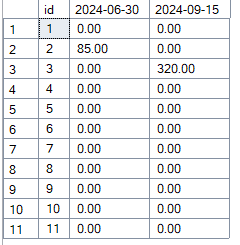 id 2024-06-30 2024-09-15
1 1 0.00 0.00
2 2 85.00 0.00
3 3 0.00 320.00
4 4 0.00 0.00
5 5 0.00 0.00
6 6 0.00 0.00
7 7 0.00 0.00
8 8 0.00 0.00
9 9 0.00 0.00
10 10 0.00 0.00
11 11 0.00 0.00